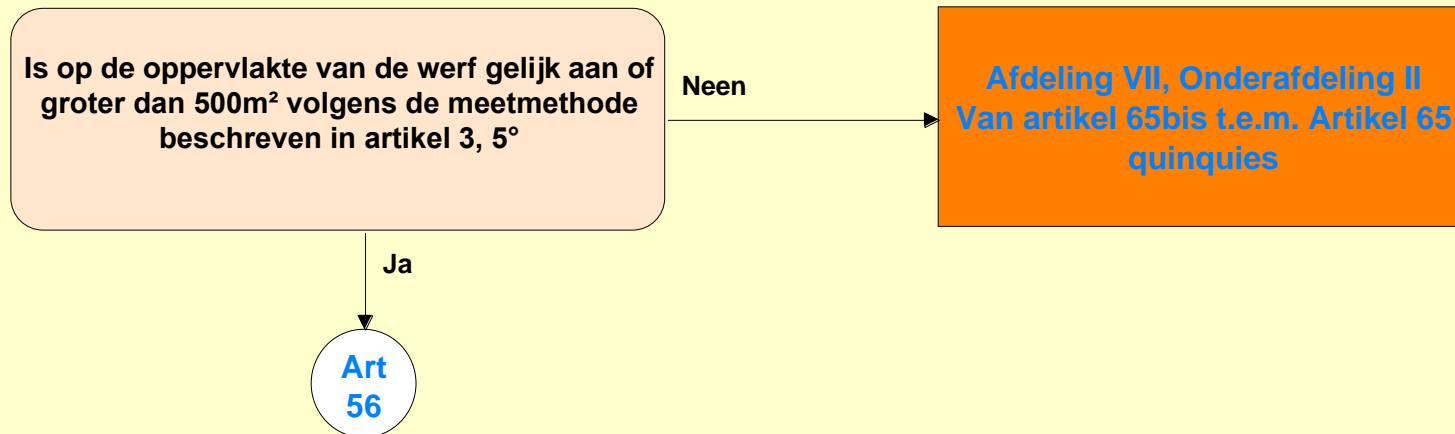 Is op de oppervlakte van de werf gelijk aan of
groter dan 500m² volgens de meetmethode
beschreven in artikel 3, 5°
Neen
Afdeling VII, Onderafdeling II
Van artikel 65bis t.e.m. Artikel 65
quinquies
Ja
Art
56